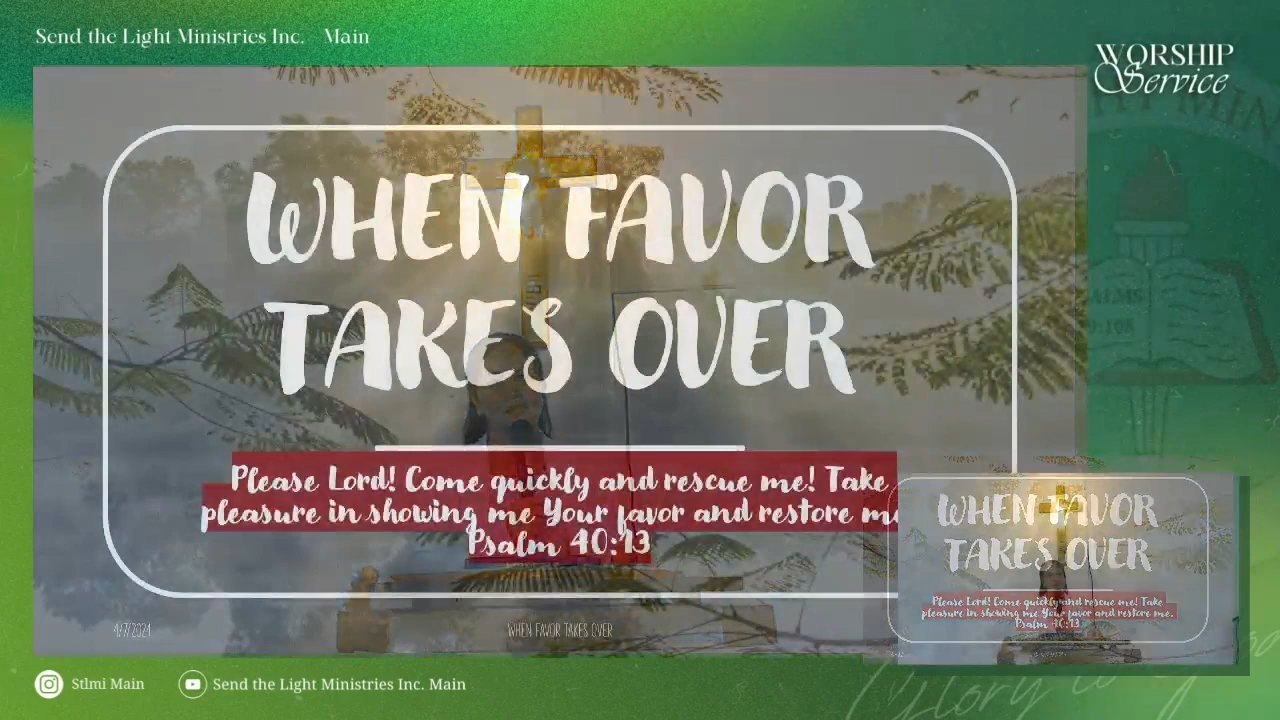 Send the Light Ministries Inc. Main
WORSHIP
Service
WHEN FAVOR
TAKES OVER
Please Lord! Come quickly and rescue me! Take
pleasure in showing me Your favor and restore me
Psalm 40:13
4/7/2024
WHEN FAVOR TAKES OVER
WHEN FAVOR
TAKES OVER
Please Lord! Come quickly and rescue me! Take
pleasure in showing me Your favor and restore me.
Psalm 40:13
Stlmi Main
Send the Light Ministries Inc. Main